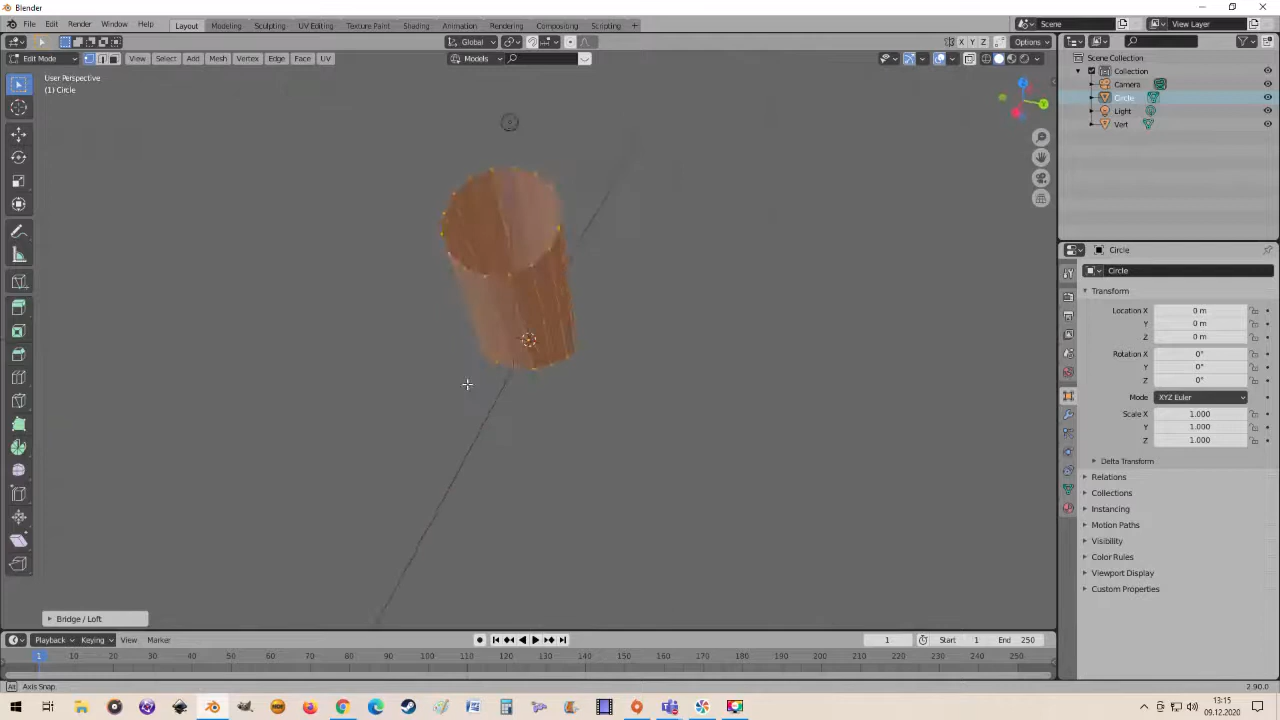 Blender
File Edit Render Window Help Layout Modeling Sculpting UV Editing Texture Paint Shading Animation Rendering Compositing Scripting + Scene View Layer
Global X Y Z Options
Edit Mode View Select Add Mesh Vertex Edge Face UV Models
User Perspective
(1) Circle
Scene Collection
Collection
Camera
Circle
Light
Vert
Circle
Circle
Transform
Location X 0 m
Y 0 m
Z 0 m
Rotation X 0°
Y 0°
Z 0°
Mode XYZ Euler
Scale X 1.000
Y 1.000
Z 1.000
Delta Transform
Relations
Collections
Instancing
Motion Paths
Visibility
Color Rules
Viewport Display
Custom Properties
Bridge / Loft
Playback Keying View Marker 1 Start 1 End 250
1 10 20 30 40 50 60 70 80 90 100 110 120 130 140 150 160 170 180 190 200 210 220 230 240 250
Alt Axis Snap 2.90.0
13:15
09.12.2020